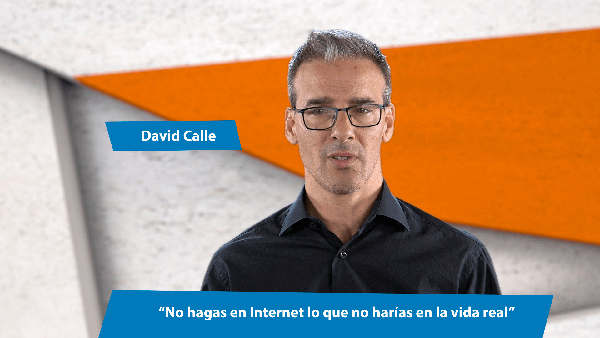 David Calle
“No hagas en Internet lo que no harías en la vida real”